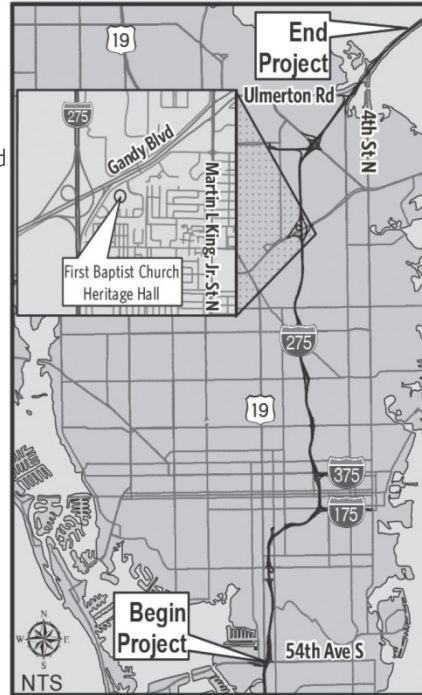 19
End
Project
Ulmerton Rd
4th St N
275
Gandy Blvd
Martin L King Jr. St N
First Baptist Church
Heritage Hall
275
19
375
175
Begin
Project
54th Ave S
N
W E
S
NTS
d